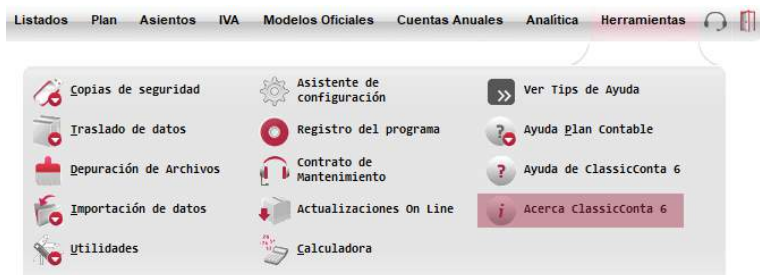 Listados Plan Asientos IVA Modelos Oficiales Cuentas Anuales Analítica Herramientas
Copias de seguridad
Traslado de datos
Depuración de Archivos
Importación de datos
Utilidades
Asistente de
configuración
Registro del programa
Contrato de
Mantenimiento
Actualizaciones On Line
Calculadora
Ver Tips de Ayuda
Ayuda Plan Contable
Ayuda de ClassicConta 6
Acerca ClassicConta 6